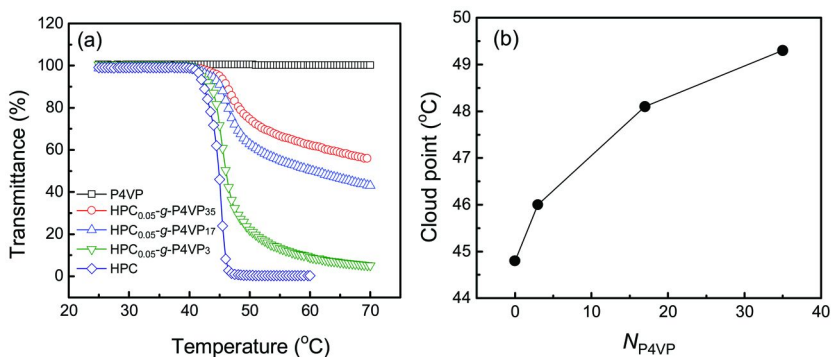 (a)
Transmittance (%)
120
100
80
60
40
20
0
P4VP
HPC0.05-g-P4VP35
HPC0.05-g-P4VP17
HPC0.05-g-P4VP3
HPC
20 30 40 50 60 70
Temperature (°C)
(b)
Cloud point (°C)
50
49
48
46
45
44
0 10 20 30 40
NP4VP